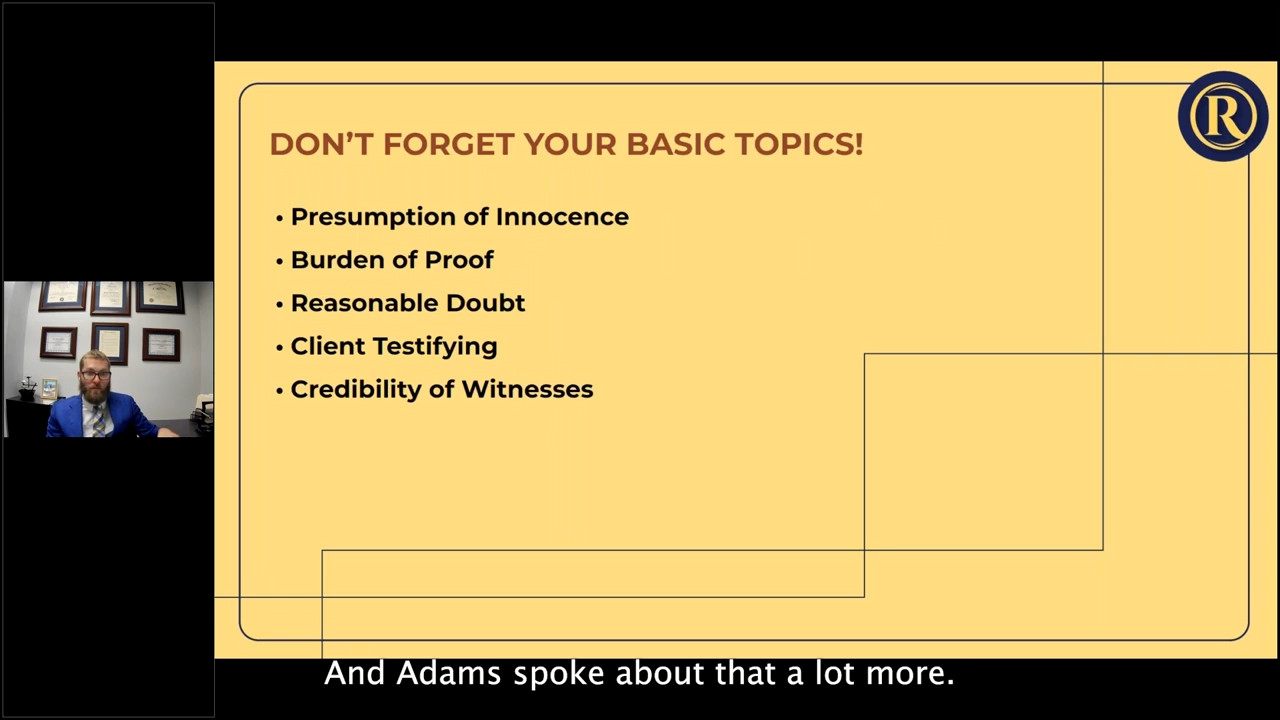 DON’T FORGET YOUR BASIC TOPICS!
• Presumption of Innocence
• Burden of Proof
• Reasonable Doubt
• Client Testifying
• Credibility of Witnesses
R
And Adams spoke about that a lot more.